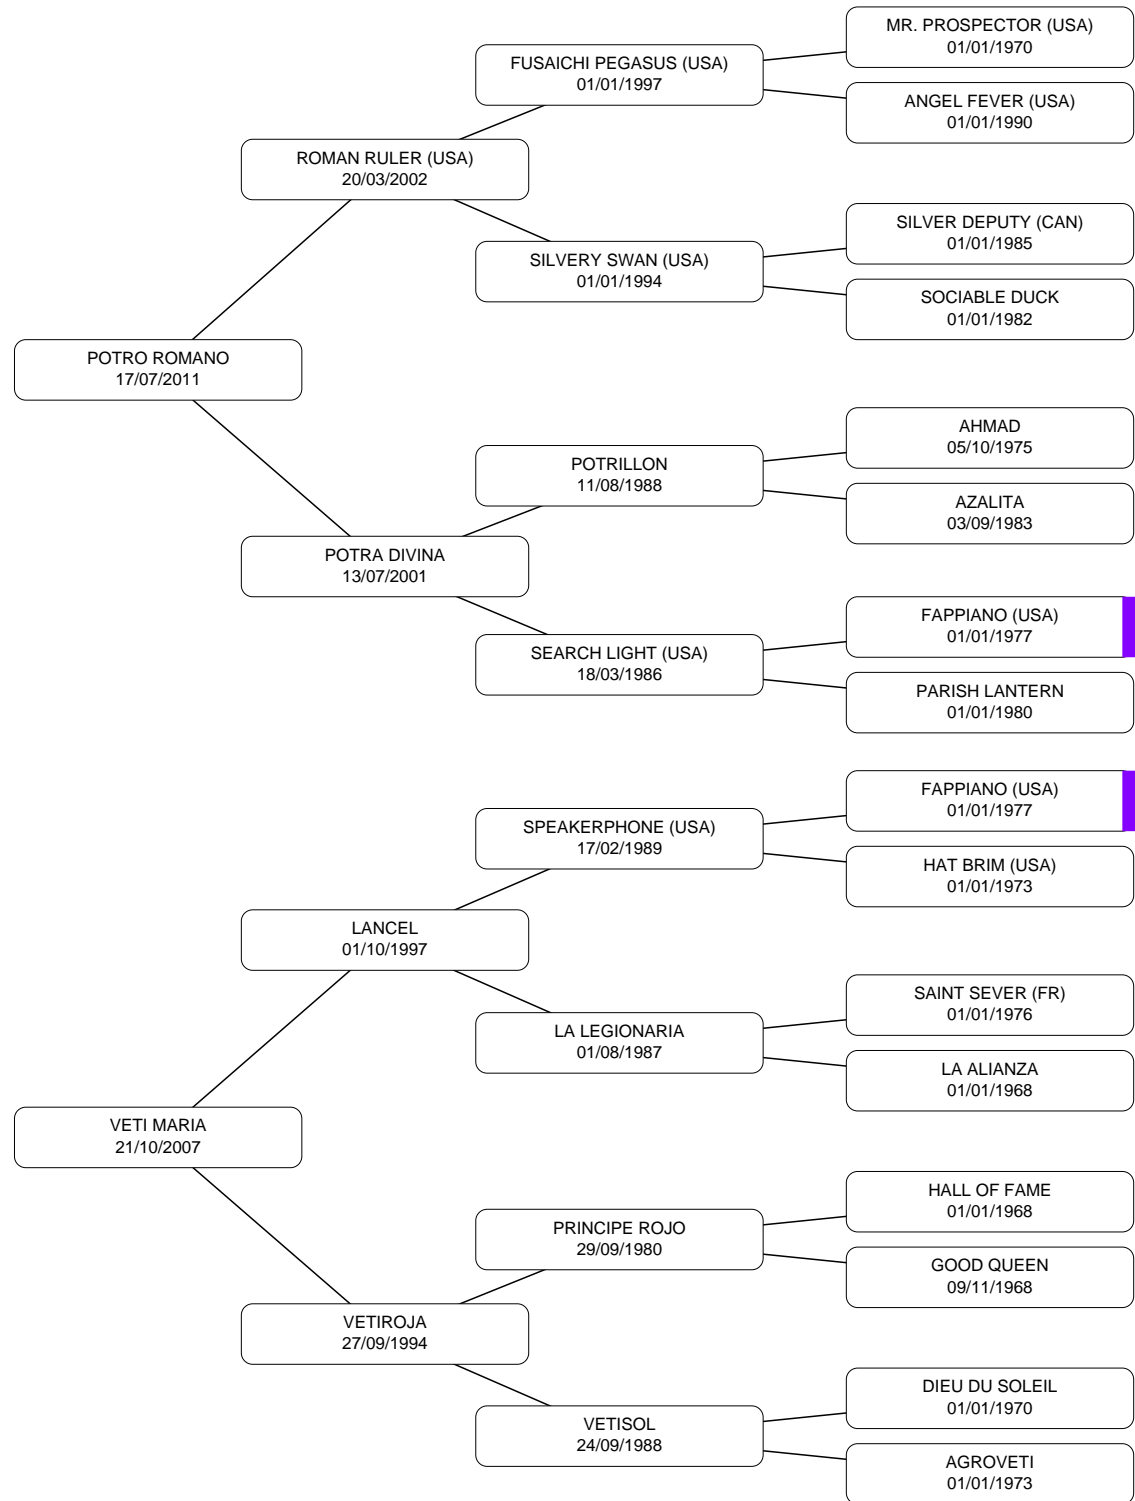 MR. PROSPECTOR (USA)
01/01/1970
FUSAICHI PEGASUS (USA)
01/01/1997
ANGEL FEVER (USA)
01/01/1990
ROMAN RULER (USA)
20/03/2002
SILVER DEPUTY (CAN)
01/01/1985
SILVERY SWAN (USA)
01/01/1994
SOCIABLE DUCK
01/01/1982
POTRO ROMANO
17/07/2011
AHMAD
05/10/1975
POTRILLON
11/08/1988
AZALITA
03/09/1983
POTRA DIVINA
13/07/2001
FAPPIANO (USA)
01/01/1977
SEARCH LIGHT (USA)
18/03/1986
PARISH LANTERN
01/01/1980
FAPPIANO (USA)
01/01/1977
SPEAKERPHONE (USA)
17/02/1989
HAT BRIM (USA)
01/01/1973
LANCEL
01/10/1997
SAINT SEVER (FR)
01/01/1976
LA LEGIONARIA
01/08/1987
LA ALIANZA
01/01/1968
VETI MARIA
21/10/2007
HALL OF FAME
01/01/1968
PRINCIPE ROJO
29/09/1980
GOOD QUEEN
09/11/1968
VETIROJA
27/09/1994
DIEU DU SOLEIL
01/01/1970
VETISOL
24/09/1988
AGROVETI
01/01/1973